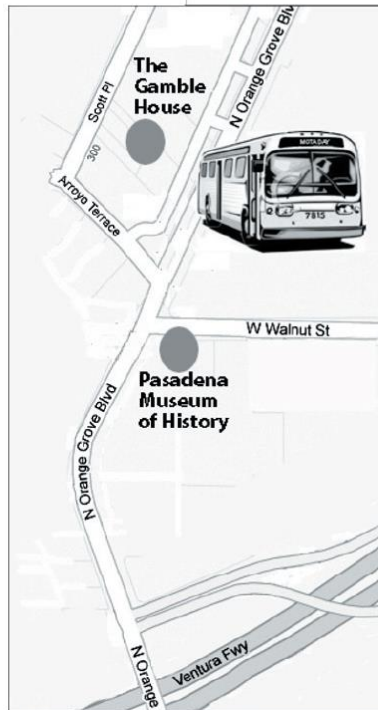 The
Gamble
House
N Orange Grove Blv
Scott Pl
300
Arroyo Terrace
MOTA DAY
7815
W Walnut St
Pasadena
Museum
of History
N Orange Grove Blvd
Ventura Fwy
N Orange